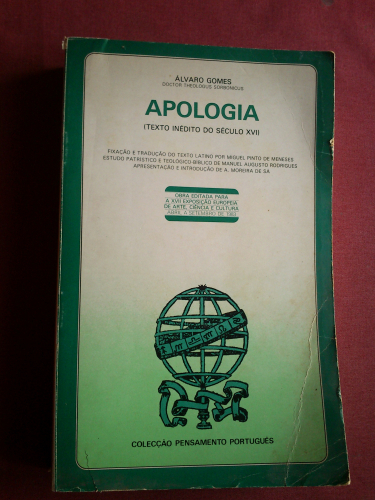 ÁLVARO GOMES
DOCTOR THEOLOGUS SORBONICUS
APOLOGIA
(TEXTO INÉDITO DO SÉCULO XVI)
FIXAÇÃO E TRADUÇÃO DO TEXTO LATINO POR MIGUEL PINTO DE MENESES
ESTUDO PATRÍSTICO E TEOLÓGICO-BÍBLICO DE MANUEL AUGUSTO RODRIGUES
APRESENTAÇÃO E INTRODUÇÃO DE A. MOREIRA DE SÁ
OBRA EDITADA PARA
A XVII EXPOSIÇÃO EUROPEIA
DE ARTE, CIÊNCIA E CULTURA
ABRIL A SETEMBRO DE 1983
COLECÇÃO PENSAMENTO PORTUGUÊS